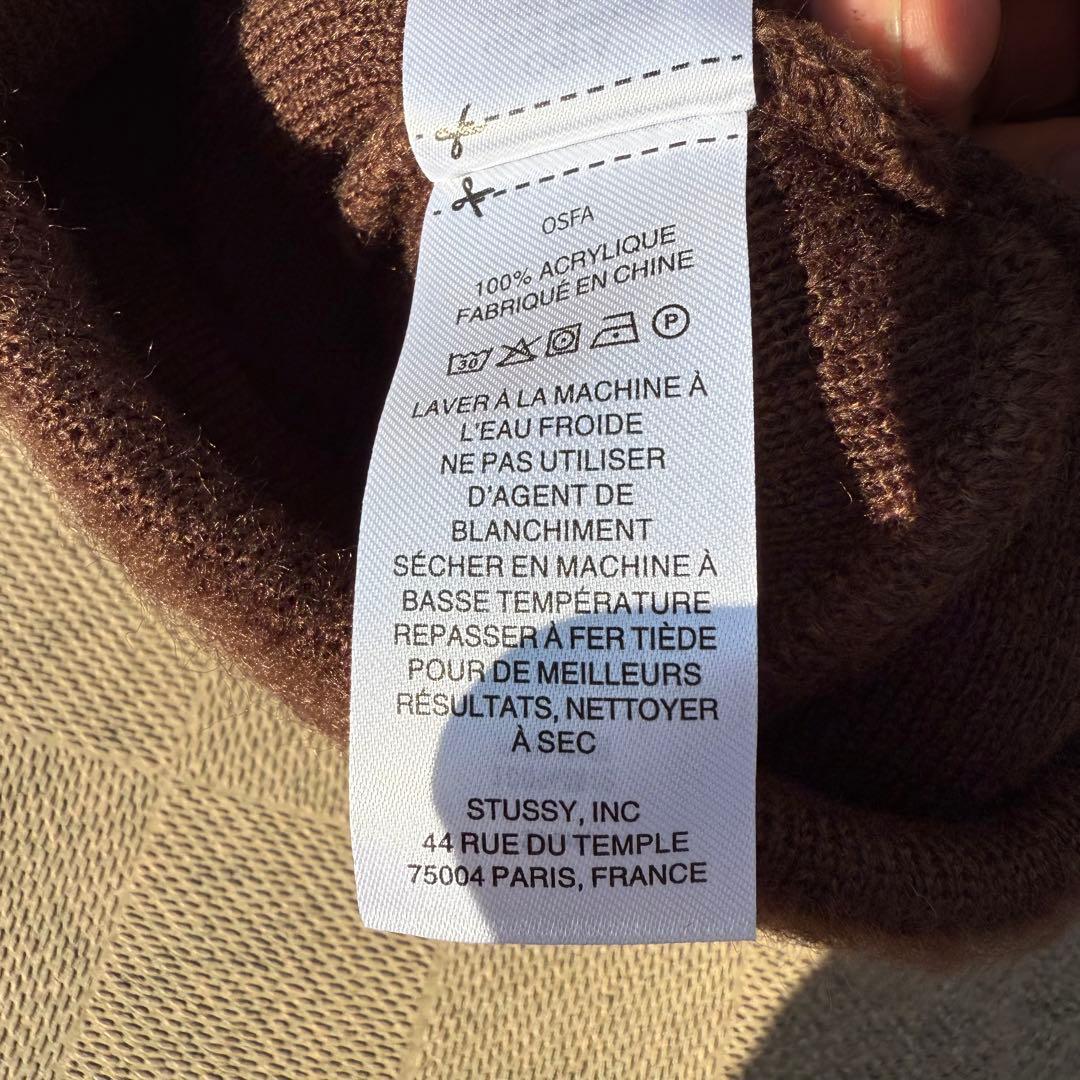 OSFA
100% ACRYLIQUE
FABRIQUÉ EN CHINE
30 P
LAVER À LA MACHINE À
L'EAU FROIDE
NE PAS UTILISER
D'AGENT DE
BLANCHIMENT
SÉCHER EN MACHINE À
BASSE TEMPÉRATURE
REPASSER À FER TIÈDE
POUR DE MEILLEURS
RÉSULTATS, NETTOYER
À SEC
STUSSY, INC
44 RUE DU TEMPLE
75004 PARIS, FRANCE